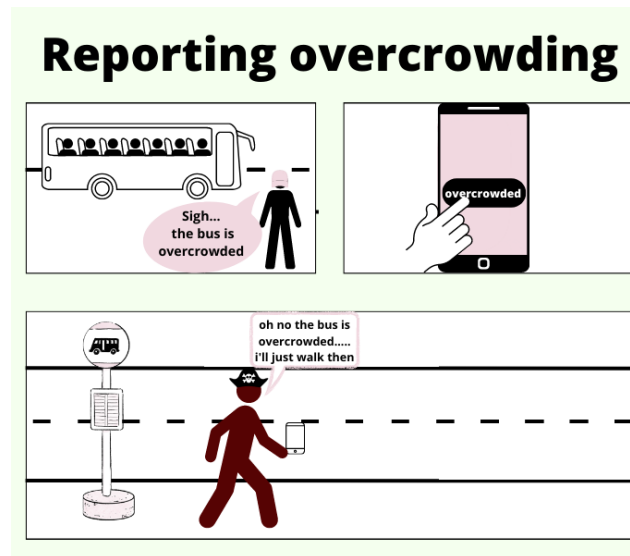 Reporting overcrowding
Sigh...
the bus is
overcrowded
overcrowded
oh no the bus is
overcrowded.....
i'll just walk then